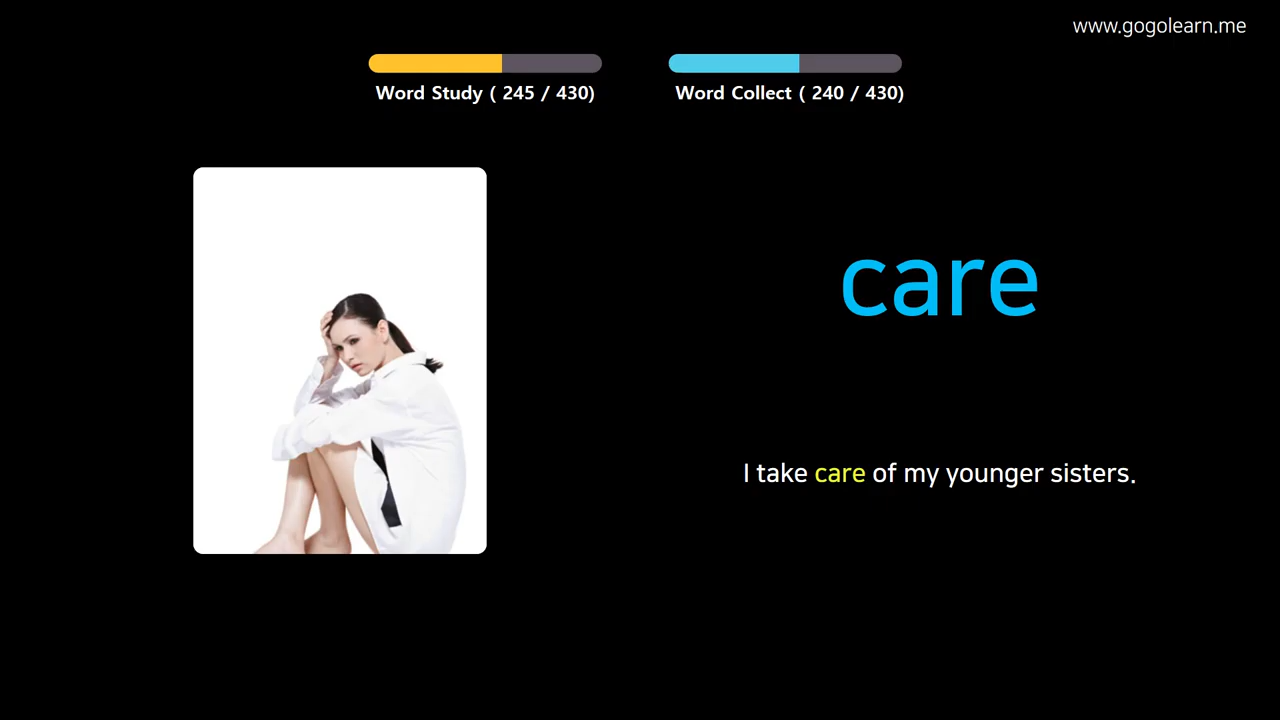 www.gogolearn.me
Word Study ( 245 / 430)
Word Collect ( 240 / 430)
care
I take care of my younger sisters.